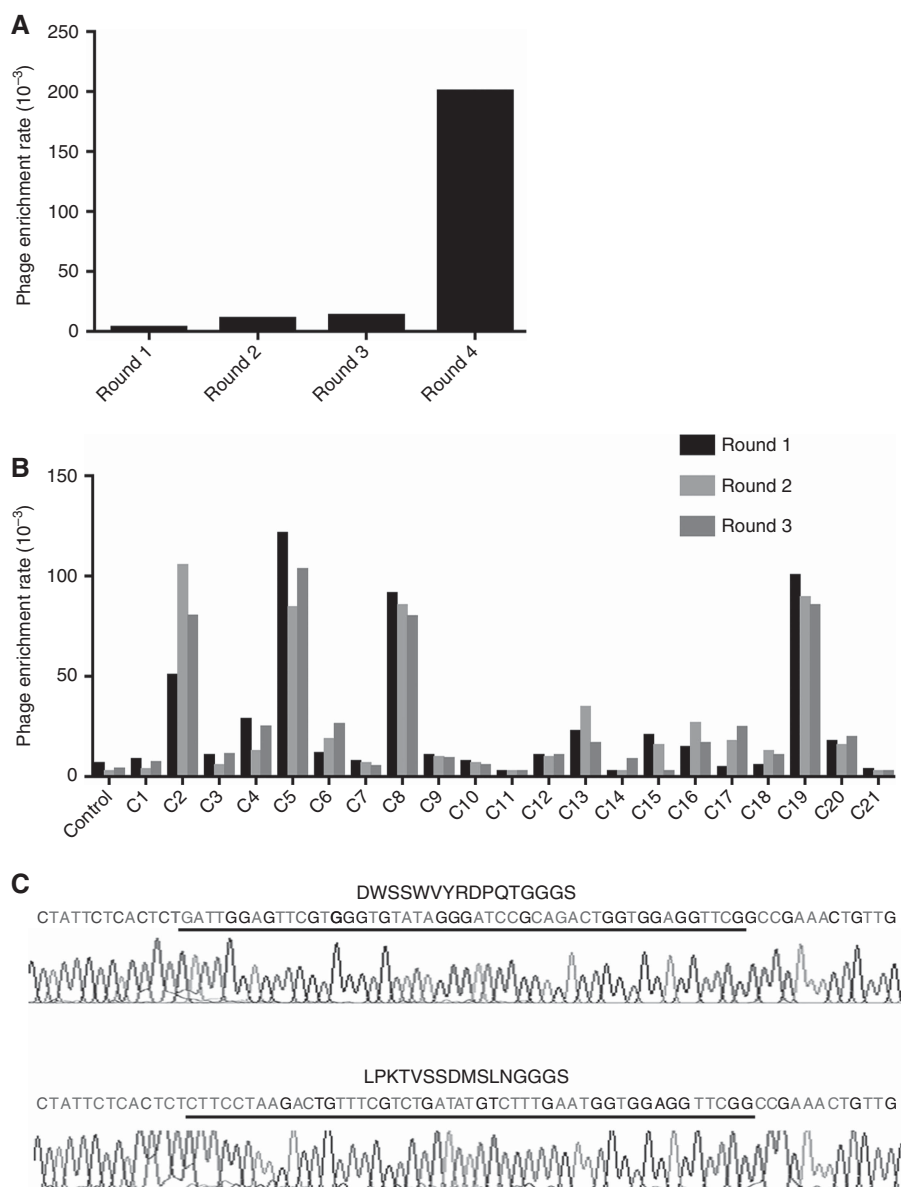 A
Phage enrichment rate (10⁻³)
250
200
150
100
50
0
Round 1
Round 2
Round 3
Round 4
B
Phage enrichment rate (10⁻³)
150
100
50
0
Round 1
Round 2
Round 3
Control
C1
C2
C3
C4
C5
C6
C7
C8
C9
C10
C11
C12
C13
C14
C15
C16
C17
C18
C19
C20
C21
C
DWSSWVYRDPQTGGGS
CTATTCTCACTCTGATTGGAGTTCGTGGGTGTATAGGGATCCGCAGACTGGTGGAGGTTCGGCCGAAACTGTTG
LPKTVSSDMSLNGGGS
CTATTCTCACTCTCTTCCTAAGACTGTTTCGTCTGATATGTCTTTGAATGGTGGAGGTTCGGCCGAAACTGTTG